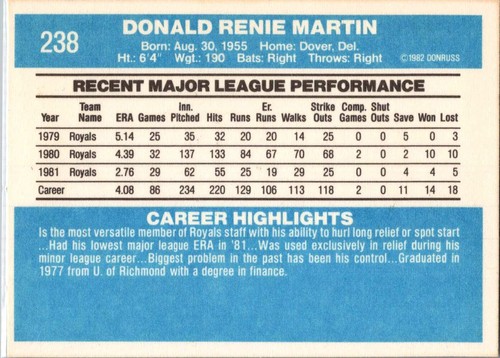 238
DONALD RENIE MARTIN
Born: Aug. 30, 1955 Home: Dover, Del.
Ht.: 6'4" Wgt.: 190 Bats: Right Throws: Right
©1982 DONRUSS
RECENT MAJOR LEAGUE PERFORMANCE
Year Team Name ERA Games Inn. Pitched Hits Runs Er. Runs Walks Strike Outs Comp. Games Shut Outs Save Won Lost
1979 Royals 5.14 25 35 32 20 20 14 25 0 0 5 0 3
1980 Royals 4.39 32 137 133 84 67 70 68 2 0 2 10 10
1981 Royals 2.76 29 62 55 25 19 29 25 0 0 4 4 5
Career 4.08 86 234 220 129 106 113 118 2 0 11 14 18
CAREER HIGHLIGHTS
Is the most versatile member of Royals staff with his ability to hurl long relief or spot start
...Had his lowest major league ERA in '81...Was used exclusively in relief during his
minor league career...Biggest problem in the past has been his control...Graduated in
1977 from U. of Richmond with a degree in finance.